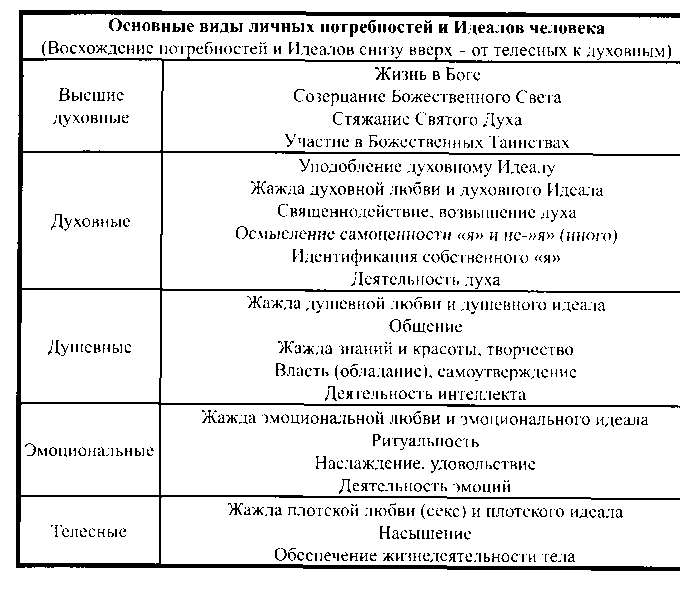 Основные виды личных потребностей и Идеалов человека
(Восхождение потребностей и Идеалов снизу вверх - от телесных к духовным)
Высшие
духовные
Жизнь в Боге
Созерцание Божественного Света
Стяжание Святого Духа
Участие в Божественных Таинствах
Духовные
Уподобление духовному Идеалу
Жажда духовной любви и духовного Идеала
Священнодействие, возвышение духа
Осмысление самоценности «я» и не-»я» (иного)
Идентификация собственного «я»
Деятельность духа
Душевные
Жажда душевной любви и душевного идеала
Общение
Жажда знаний и красоты, творчество
Власть (обладание), самоутверждение
Деятельность интеллекта
Эмоциональные
Жажда эмоциональной любви и эмоционального идеала
Ритуальность
Наслаждение, удовольствие
Деятельность эмоций
Телесные
Жажда плотской любви (секс) и плотского идеала
Насыщение
Обеспечение жизнедеятельности тела